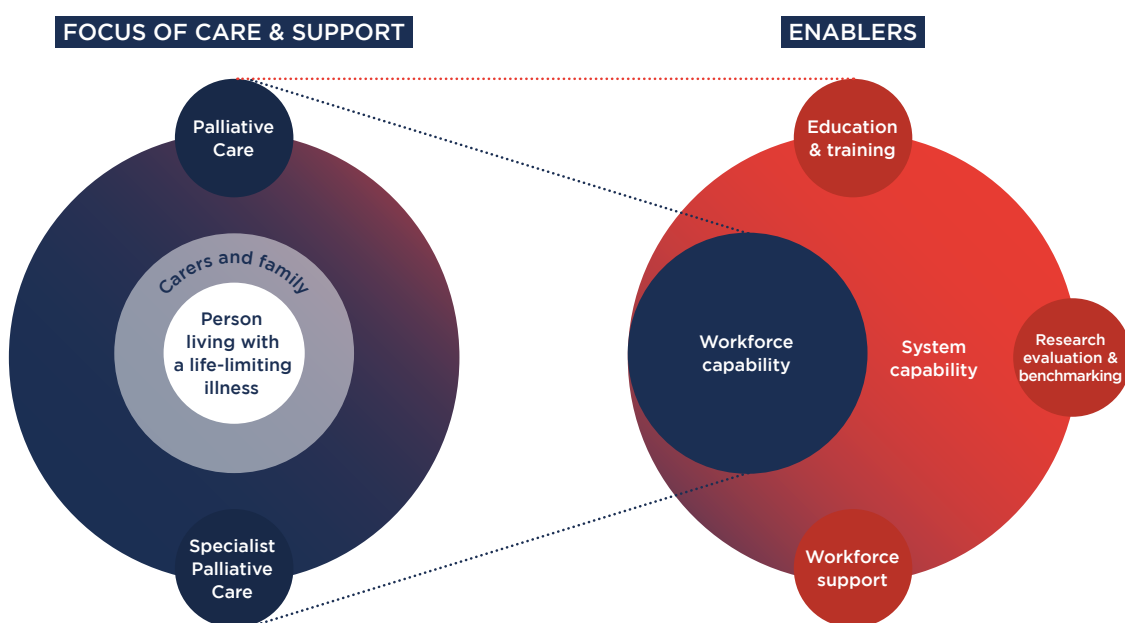 FOCUS OF CARE & SUPPORT
Palliative
Care
Carers and family
Person
living with
a life-limiting
illness
Specialist
Palliative
Care
ENABLERS
Education
& training
Workforce
capability
System
capability
Research
evaluation &
benchmarking
Workforce
support